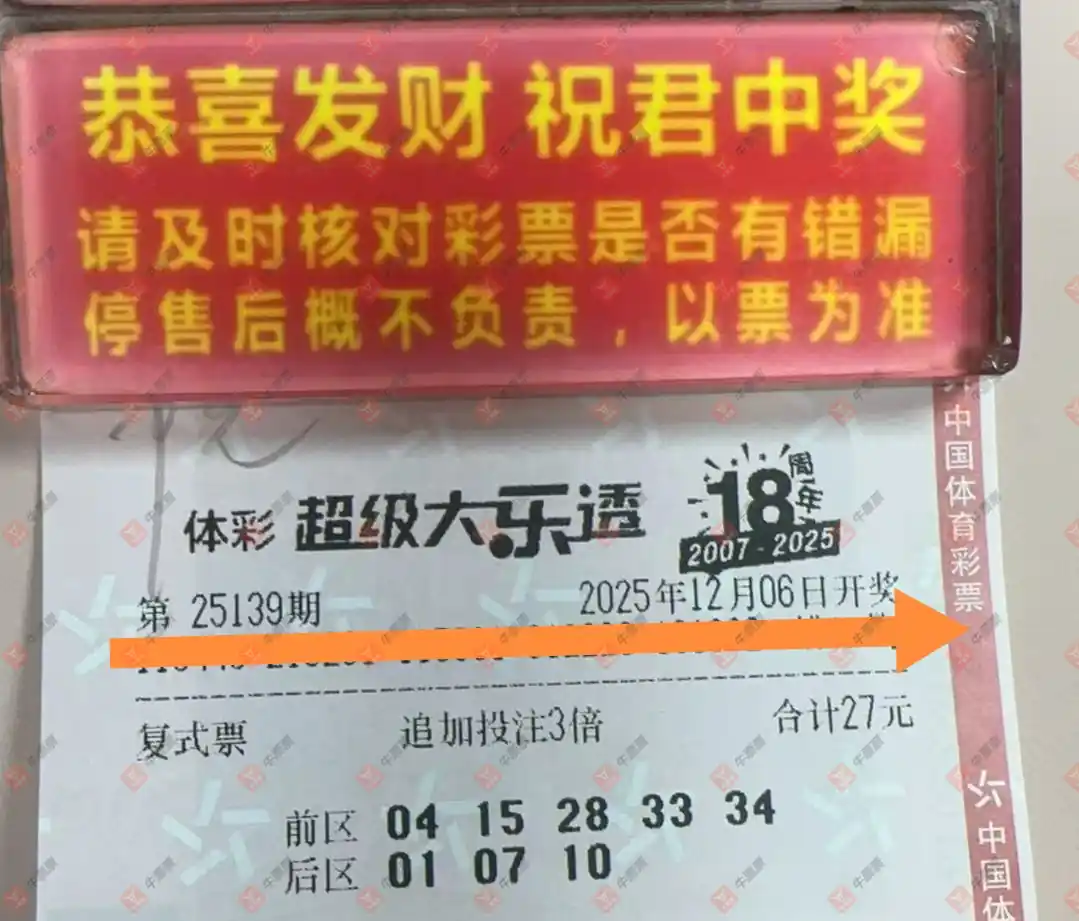 恭喜发财 祝君中奖
请及时核对彩票是否有错漏
停售后概不负责，以票为准
体彩 超级大乐透 18周年
2007-2025
第 25139期 2025年12月06日开奖
复式票 追加投注3倍 合计27元
前区 04 15 28 33 34
后区 01 07 10
中国体育彩票
中国体
牛票票